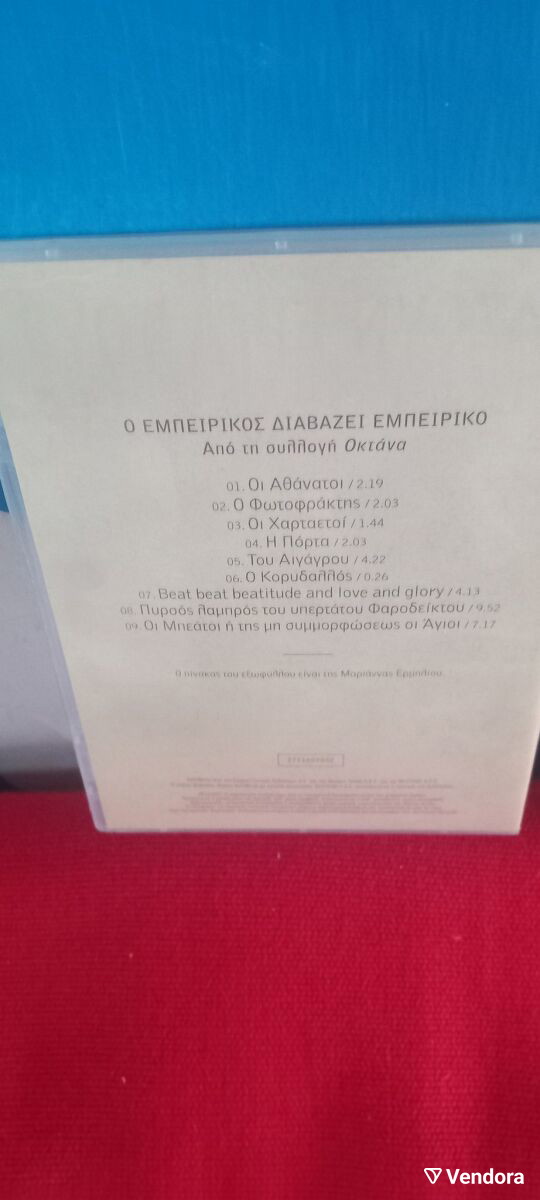 Ο ΕΜΠΕΙΡΙΚΟΣ ΔΙΑΒΑΖΕΙ ΕΜΠΕΙΡΙΚΟ
Από τη συλλογή Οκτάνα
01. Οι Αθάνατοι / 2.19
02. Ο Φωτοφράκτης / 2.03
03. Οι Χαρταετοί / 1.44
04. Η Πόρτα / 2.03
05. Του Αιγάγρου / 4.22
06. Ο Κορυδαλλός / 0.26
07. Beat beat beatitude and love and glory / 4.13
08. Πυρσός λαμπρός του υπερτάτου Φαροδείκτου / 9.52
09. Οι Μπεάτοι ή της μη συμμορφώσεως οι Άγιοι / 7.17
Ο πίνακας του εξωφύλλου είναι της Μαριάννας
Vendora